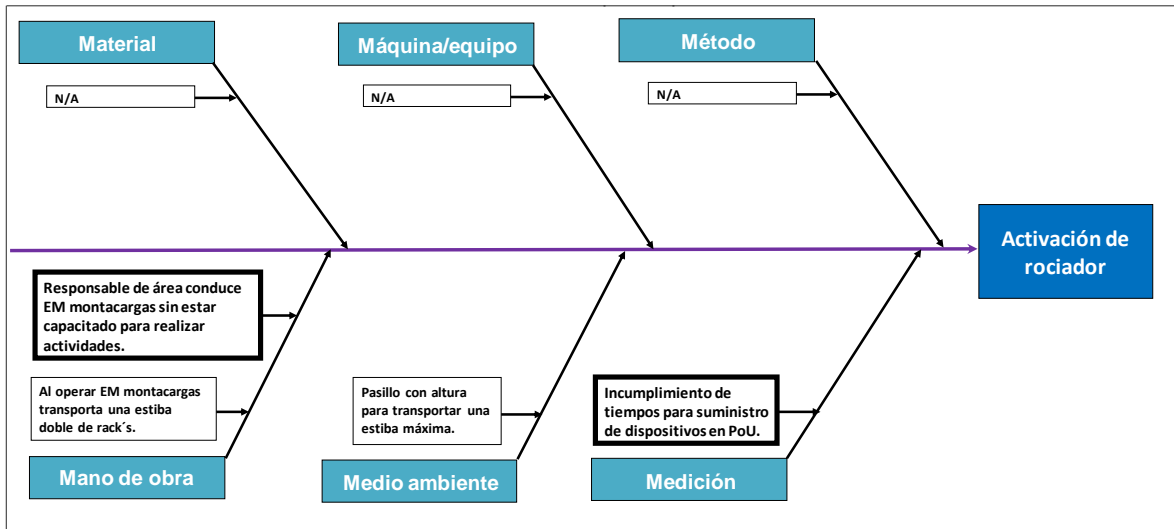 Material
Máquina/equipo
Método
N/A
N/A
N/A
Activación de
rociador
Responsable de área conduce
EM montacargas sin estar
capacitado para realizar
actividades.
Al operar EM montacargas
transporta una estiba
doble de rack´s.
Pasillo con altura
para transportar una
estiba máxima.
Incumplimiento de
tiempos para suministro
de dispositivos en PoU.
Mano de obra
Medio ambiente
Medición